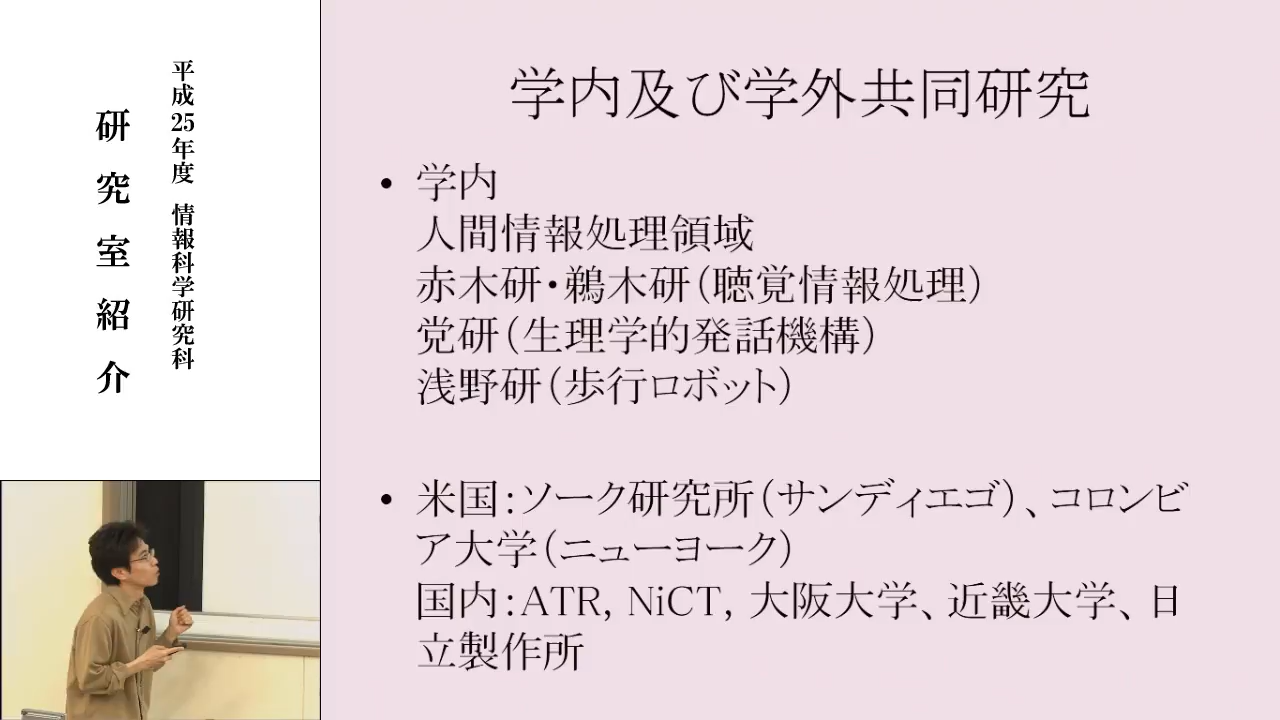 平成25年度 情報科学研究科
研究室紹介
学内及び学外共同研究
• 学内
人間情報処理領域
赤木研・鵜木研(聴覚情報処理)
党研(生理学的発話機構)
浅野研(歩行ロボット)
• 米国:ソーク研究所(サンディエゴ)、コロンビ
ア大学(ニューヨーク)
国内:ATR, NiCT, 大阪大学、近畿大学、日
立製作所